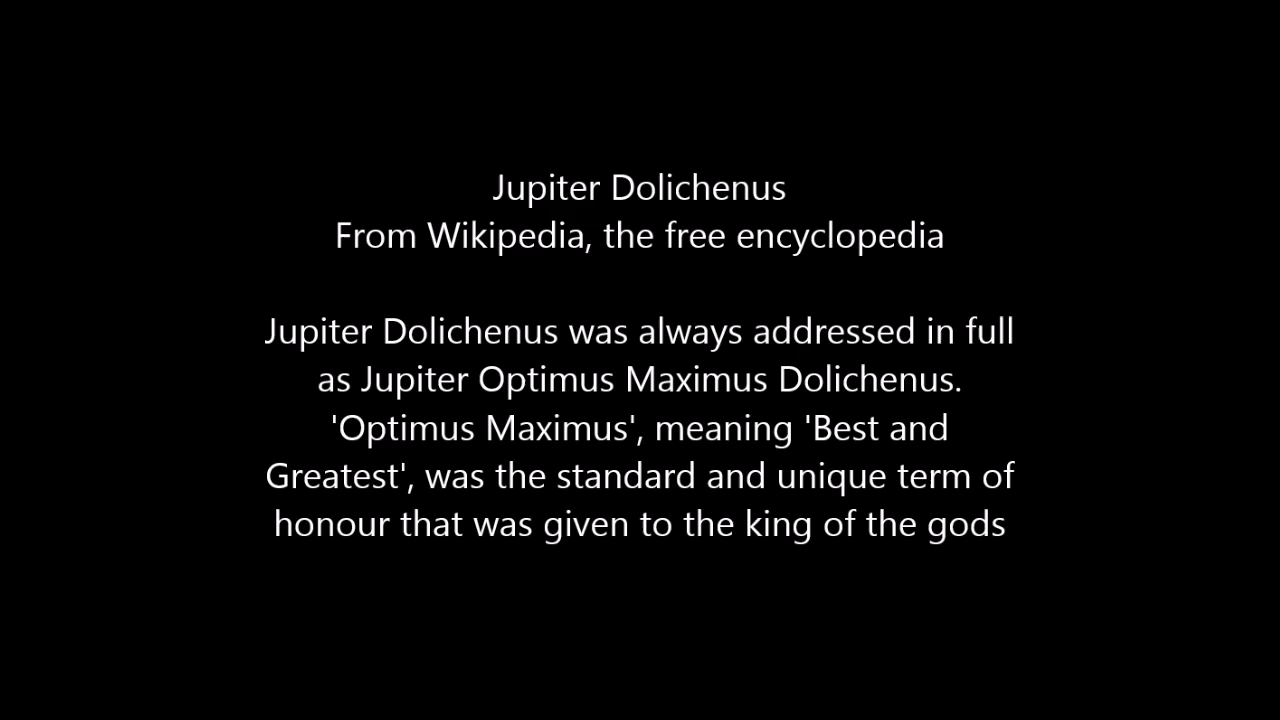 Jupiter Dolichenus
From Wikipedia, the free encyclopedia
Jupiter Dolichenus was always addressed in full
as Jupiter Optimus Maximus Dolichenus.
'Optimus Maximus', meaning 'Best and
Greatest', was the standard and unique term of
honour that was given to the king of the gods